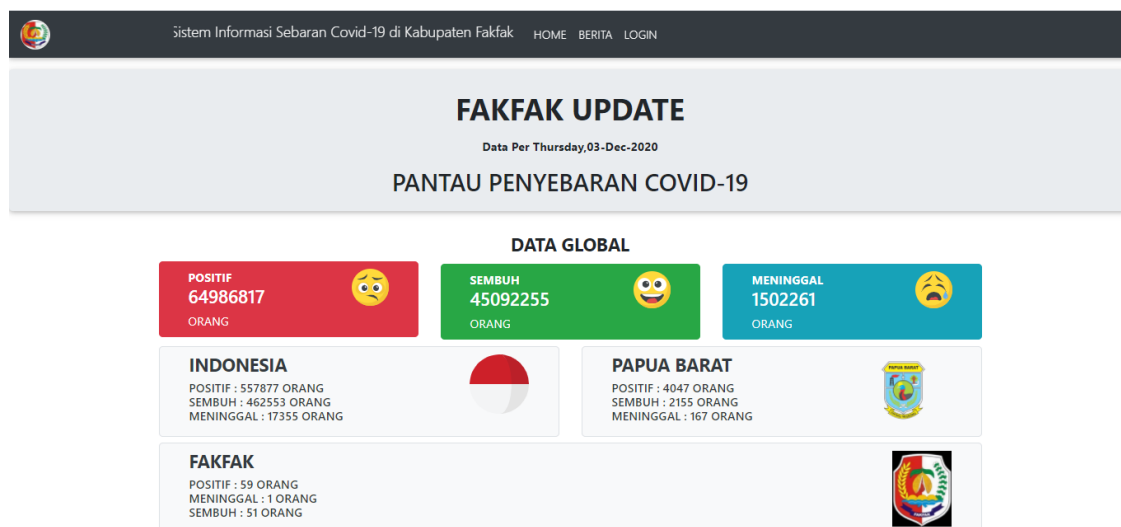 Sistem Informasi Sebaran Covid-19 di Kabupaten Fakfak HOME BERITA LOGIN
FAKFAK UPDATE
Data Per Thursday,03-Dec-2020
PANTAU PENYEBARAN COVID-19
DATA GLOBAL
POSITIF
64986817
ORANG
SEMBUH
45092255
ORANG
MENINGGAL
1502261
ORANG
INDONESIA
POSITIF : 557877 ORANG
SEMBUH : 462553 ORANG
MENINGGAL : 17355 ORANG
PAPUA BARAT
POSITIF : 4047 ORANG
SEMBUH : 2155 ORANG
MENINGGAL : 167 ORANG
PAPUA BARAT
FAKFAK
POSITIF : 59 ORANG
MENINGGAL : 1 ORANG
SEMBUH : 51 ORANG